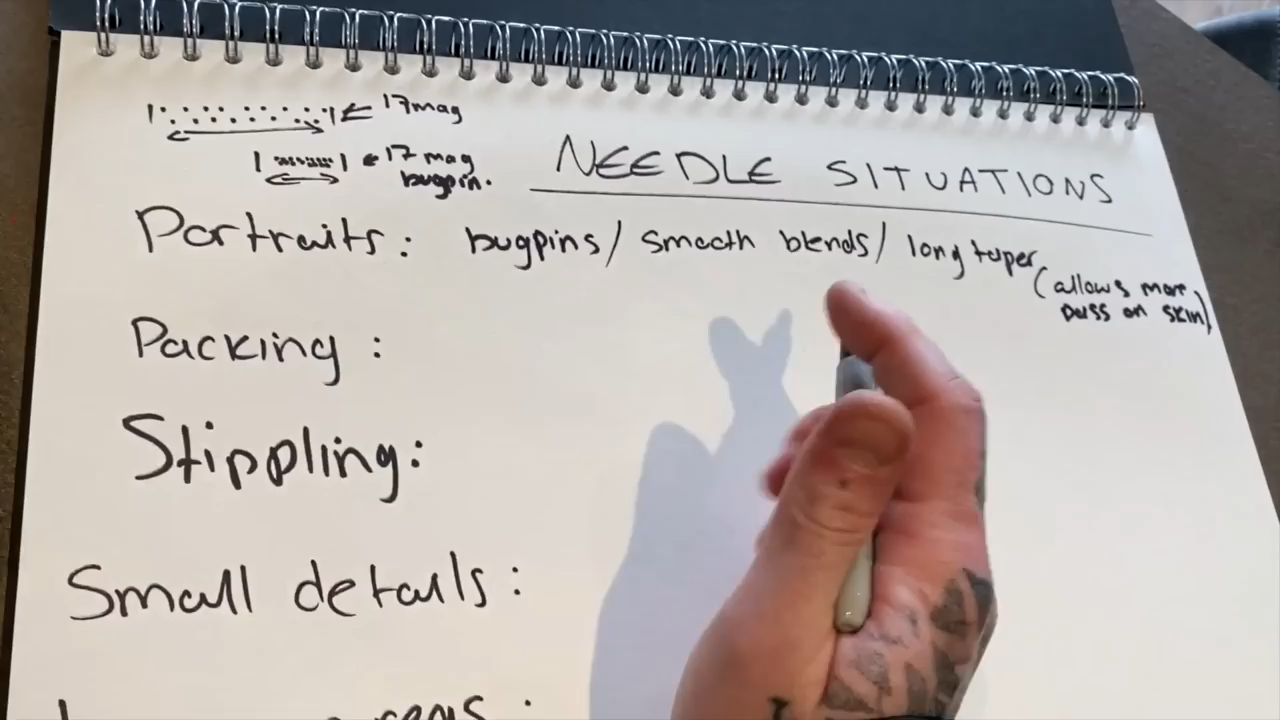 17mag
17 mag
bugpin.
NEEDLE SITUATIONS
Portraits: bugpins/ smooth blends/ long taper
(allows more
pass on skin)
Packing:
Stippling:
Small details: